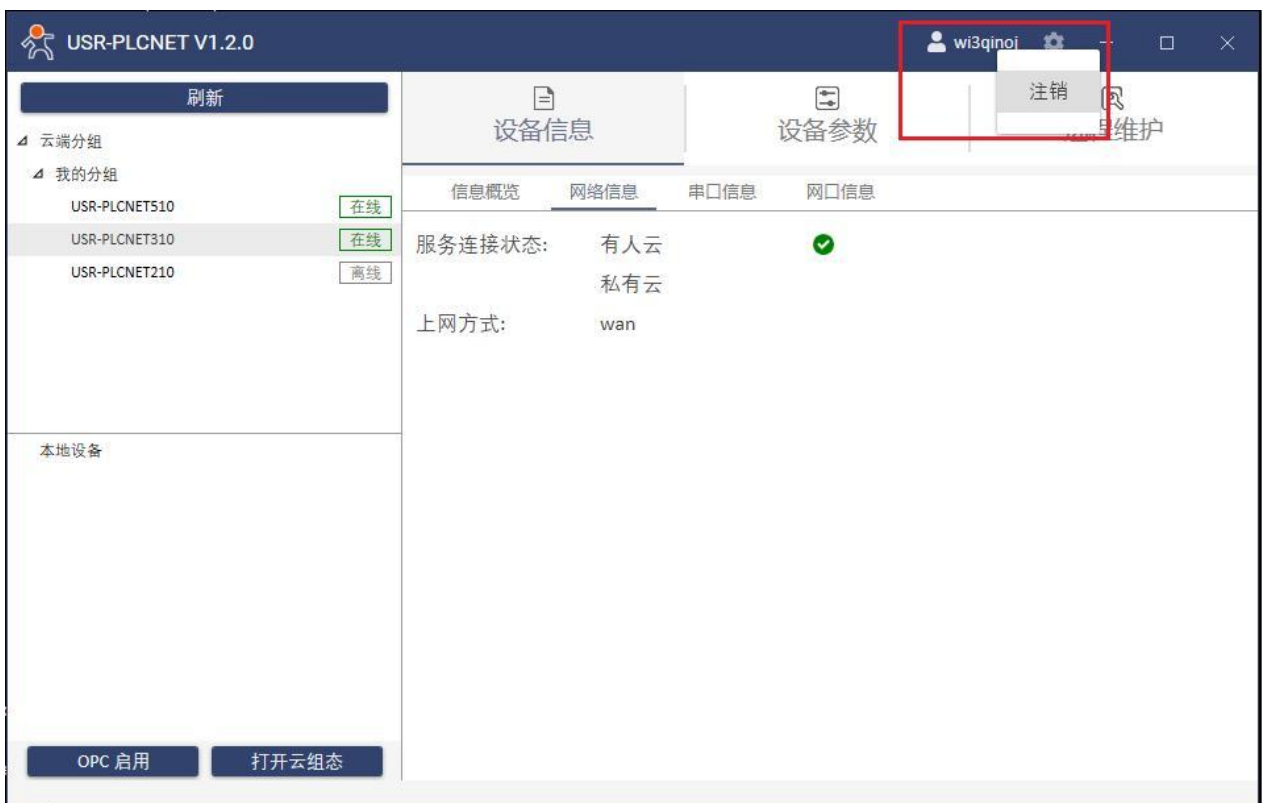 USR-PLCNET V1.2.0
wi3qinoj
注销
刷新
设备信息
设备参数
维护
云端分组
我的分组
USR-PLCNET510
在线
USR-PLCNET310
在线
USR-PLCNET210
离线
信息概览
网络信息
串口信息
网口信息
服务连接状态:
有人云
私有云
上网方式:
wan
本地设备
OPC 启用
打开云组态